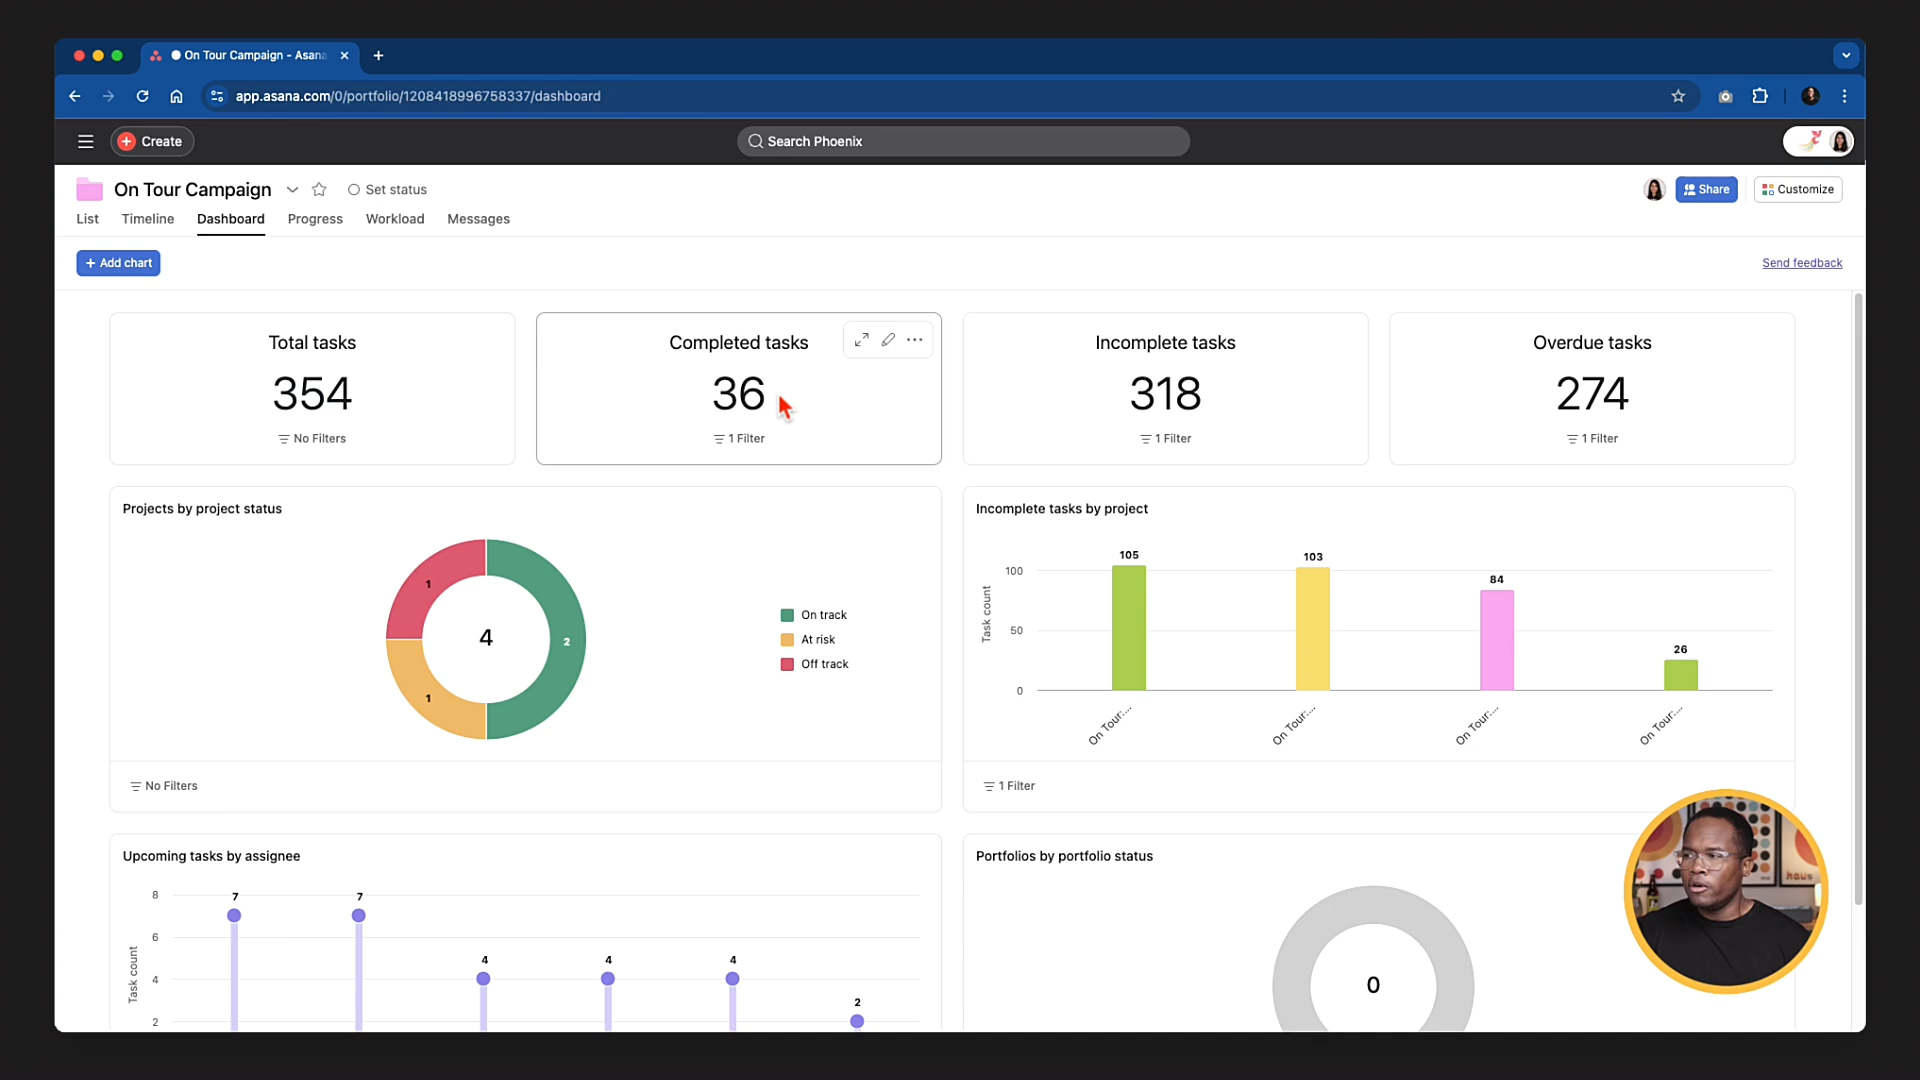 On Tour Campaign - Asana
app.asana.com/0/portfolio/1208418996758337/dashboard
Create
Search Phoenix
On Tour Campaign
Set status
Share
Customize
List
Timeline
Dashboard
Progress
Workload
Messages
+ Add chart
Send feedback
Total tasks
354
No Filters
Completed tasks
36
1 Filter
Incomplete tasks
318
1 Filter
Overdue tasks
274
1 Filter
Projects by project status
1
1
2
4
On track
At risk
Off track
No Filters
Incomplete tasks by project
Task count
100
50
0
105
103
84
26
On Tour:...
On Tour:...
On Tour:...
On Tour:...
1 Filter
Upcoming tasks by assignee
Task count
8
6
4
2
7
7
4
4
4
2
Portfolios by portfolio status
0
haus